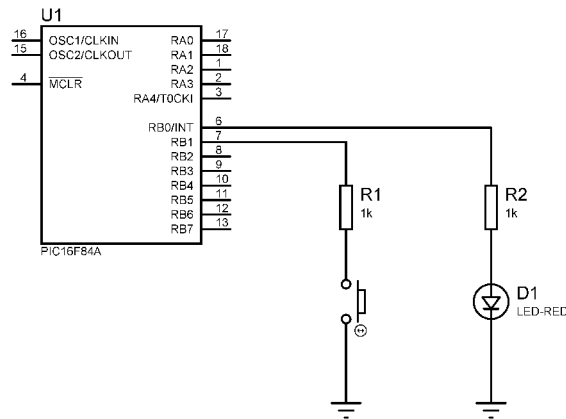 U1
16 OSC1/CLKIN RA0 17
15 OSC2/CLKOUT RA1 18
RA2 1
4 MCLR RA3 2
RA4/T0CKI 3
RB0/INT 6
RB1 7
RB2 8
RB3 9
RB4 10
RB5 11
RB6 12
RB7 13
PIC16F84A
R1
1k
R2
1k
D1
LED-RED